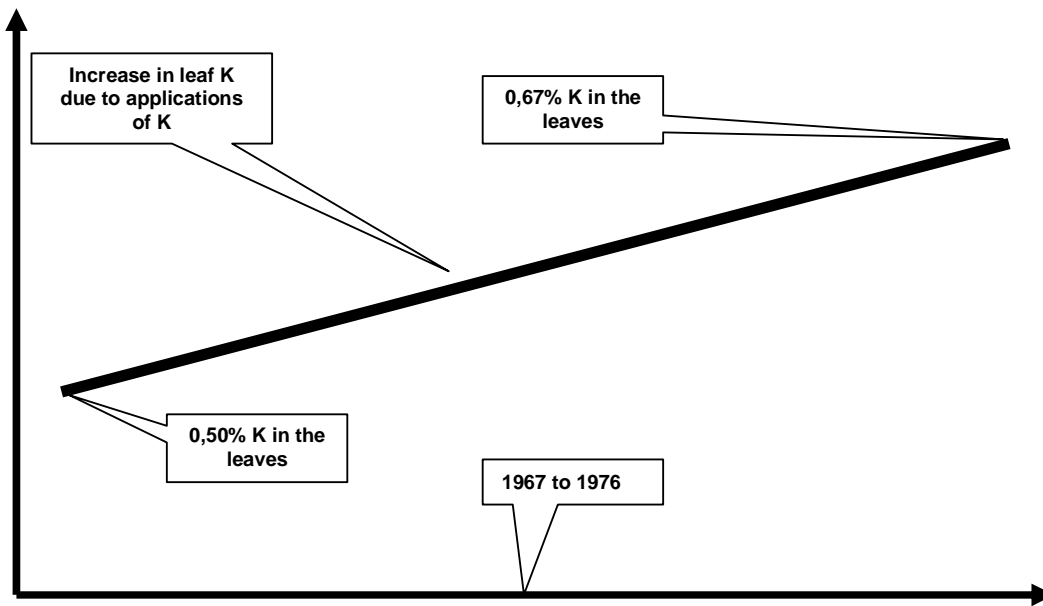 Increase in leaf K
due to applications
of K
0,67% K in the
leaves
0,50% K in the
leaves
1967 to 1976